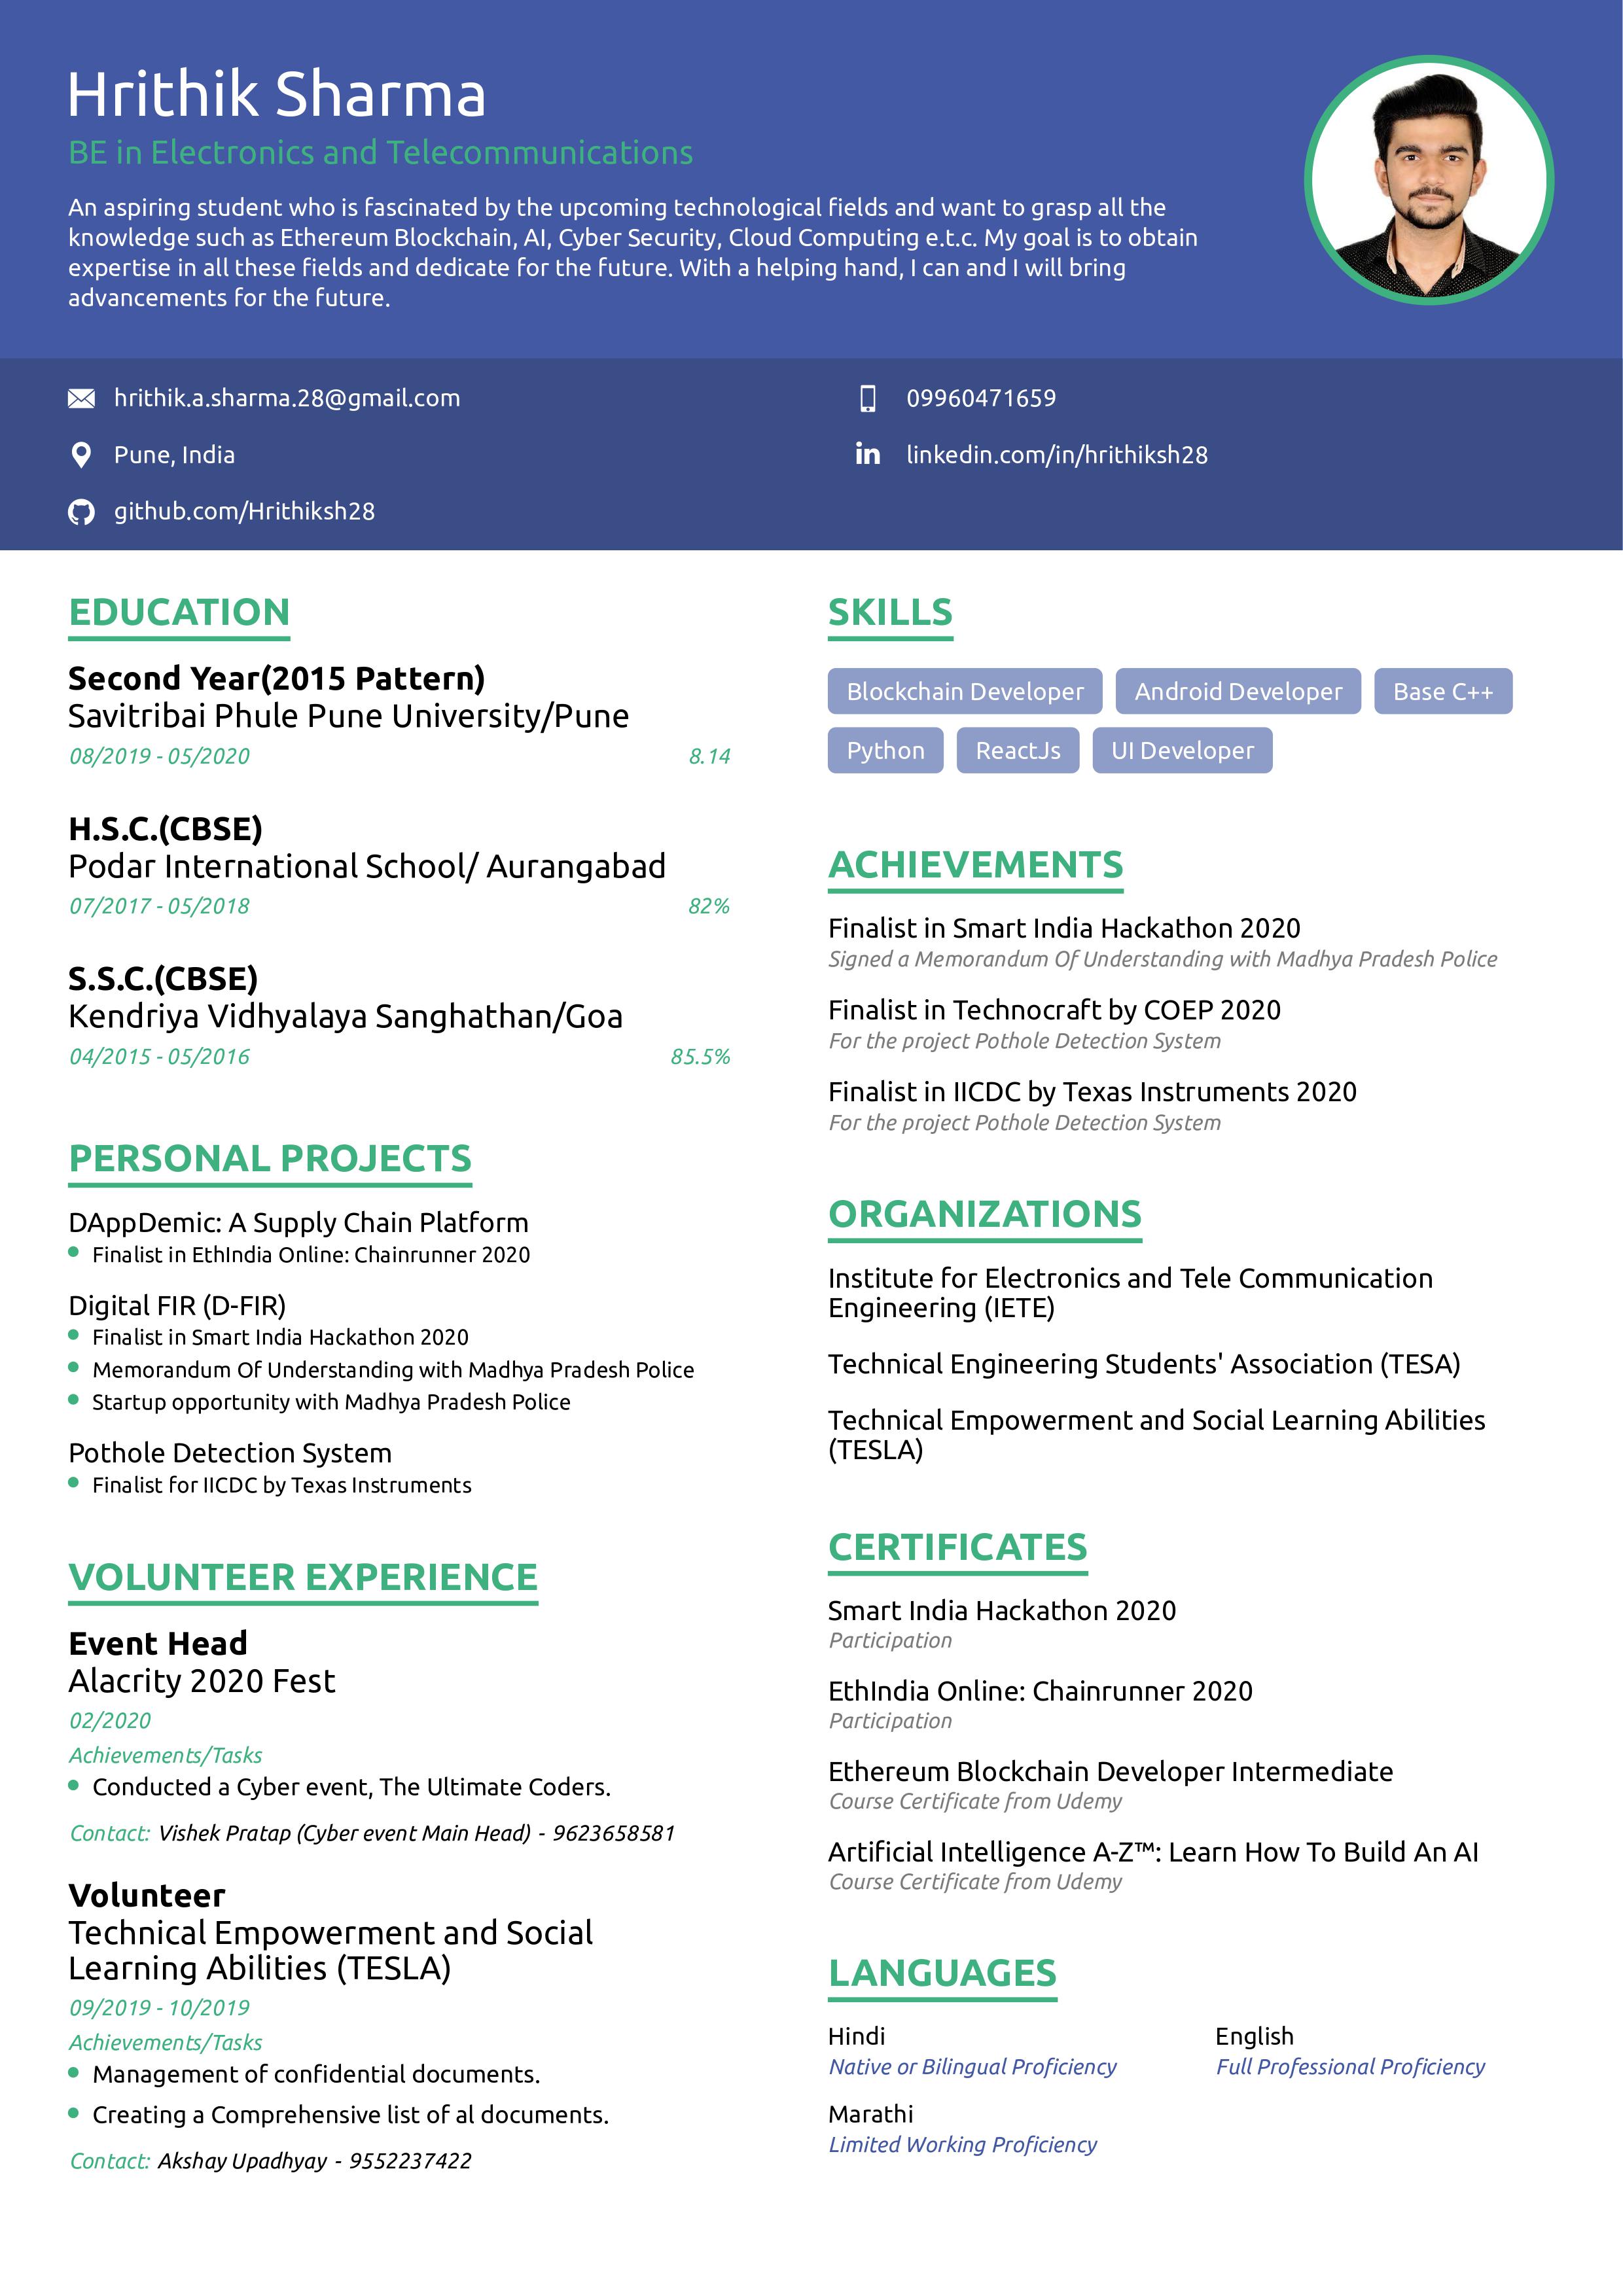 Hrithik Sharma
BE in Electronics and Telecommunications
An aspiring student who is fascinated by the upcoming technological fields and want to grasp all the
knowledge such as Ethereum Blockchain, AI, Cyber Security, Cloud Computing e.t.c. My goal is to obtain
expertise in all these fields and dedicate for the future. With a helping hand, I can and I will bring
advancements for the future.
hrithik.a.sharma.28@gmail.com
09960471659
Pune, India
linkedin.com/in/hrithiksh28
github.com/Hrithiksh28
EDUCATION
Second Year(2015 Pattern)
Savitribai Phule Pune University/Pune
08/2019 - 05/2020 8.14
H.S.C.(CBSE)
Podar International School/ Aurangabad
07/2017 - 05/2018 82%
S.S.C.(CBSE)
Kendriya Vidhyalaya Sanghathan/Goa
04/2015 - 05/2016 85.5%
PERSONAL PROJECTS
DAppDemic: A Supply Chain Platform
Finalist in EthIndia Online: Chainrunner 2020
Digital FIR (D-FIR)
Finalist in Smart India Hackathon 2020
Memorandum Of Understanding with Madhya Pradesh Police
Startup opportunity with Madhya Pradesh Police
Pothole Detection System
Finalist for IICDC by Texas Instruments
VOLUNTEER EXPERIENCE
Event Head
Alacrity 2020 Fest
02/2020
Achievements/Tasks
Conducted a Cyber event, The Ultimate Coders.
Contact: Vishek Pratap (Cyber event Main Head) - 9623658581
Volunteer
Technical Empowerment and Social
Learning Abilities (TESLA)
09/2019 - 10/2019
Achievements/Tasks
Management of confidential documents.
Creating a Comprehensive list of al documents.
Contact: Akshay Upadhyay - 9552237422
SKILLS
Blockchain Developer Android Developer Base C++
Python ReactJs UI Developer
ACHIEVEMENTS
Finalist in Smart India Hackathon 2020
Signed a Memorandum Of Understanding with Madhya Pradesh Police
Finalist in Technocraft by COEP 2020
For the project Pothole Detection System
Finalist in IICDC by Texas Instruments 2020
For the project Pothole Detection System
ORGANIZATIONS
Institute for Electronics and Tele Communication
Engineering (IETE)
Technical Engineering Students' Association (TESA)
Technical Empowerment and Social Learning Abilities
(TESLA)
CERTIFICATES
Smart India Hackathon 2020
Participation
EthIndia Online: Chainrunner 2020
Participation
Ethereum Blockchain Developer Intermediate
Course Certificate from Udemy
Artificial Intelligence A-Z™: Learn How To Build An AI
Course Certificate from Udemy
LANGUAGES
Hindi English
Native or Bilingual Proficiency Full Professional Proficiency
Marathi
Limited Working Proficiency